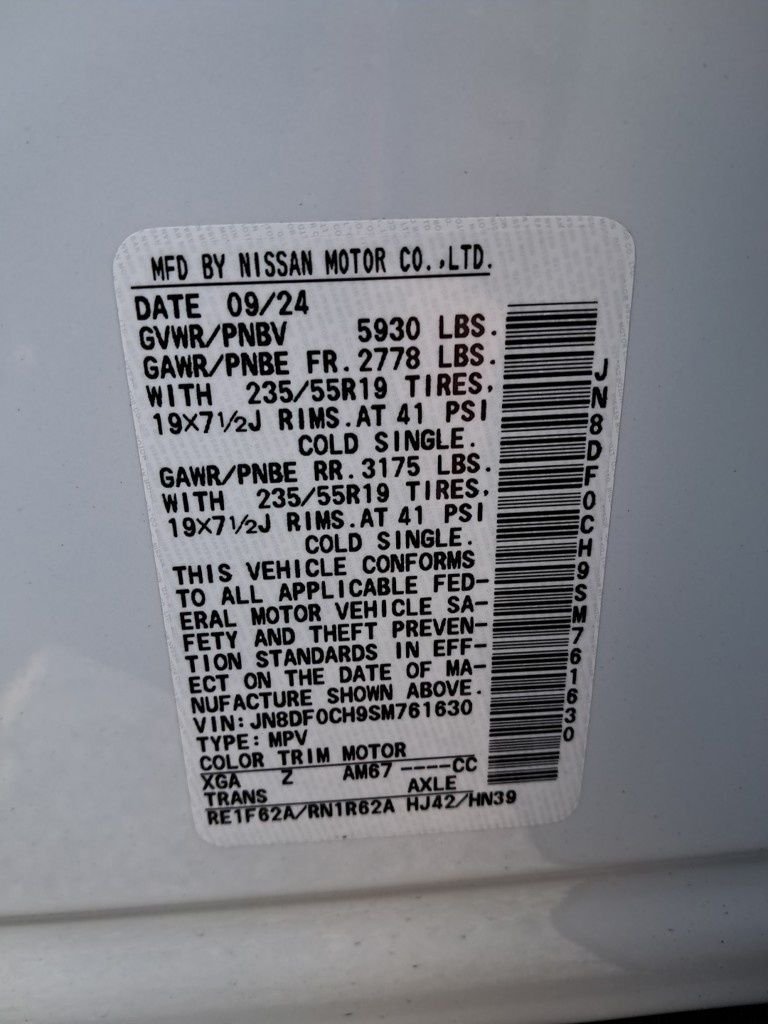 MFD BY NISSAN MOTOR CO.,LTD.
DATE 09/24
GVWR/PNBV 5930 LBS.
GAWR/PNBE FR. 2778 LBS.
WITH 235/55R19 TIRES,
19×7½J RIMS.AT 41 PSI
COLD SINGLE.
GAWR/PNBE RR. 3175 LBS.
WITH 235/55R19 TIRES,
19×7½J RIMS.AT 41 PSI
COLD SINGLE.
THIS VEHICLE CONFORMS
TO ALL APPLICABLE FED-
ERAL MOTOR VEHICLE SA-
FETY AND THEFT PREVEN-
TION STANDARDS IN EFF-
ECT ON THE DATE OF MA-
NUFACTURE SHOWN ABOVE.
VIN: JN8DF0CH9SM761630
TYPE: MPV
COLOR TRIM MOTOR
XGA Z AM67 ----CC
TRANS AXLE
RE1F62A/RN1R62A HJ42/HN39
JN8DF0CH9SM761630